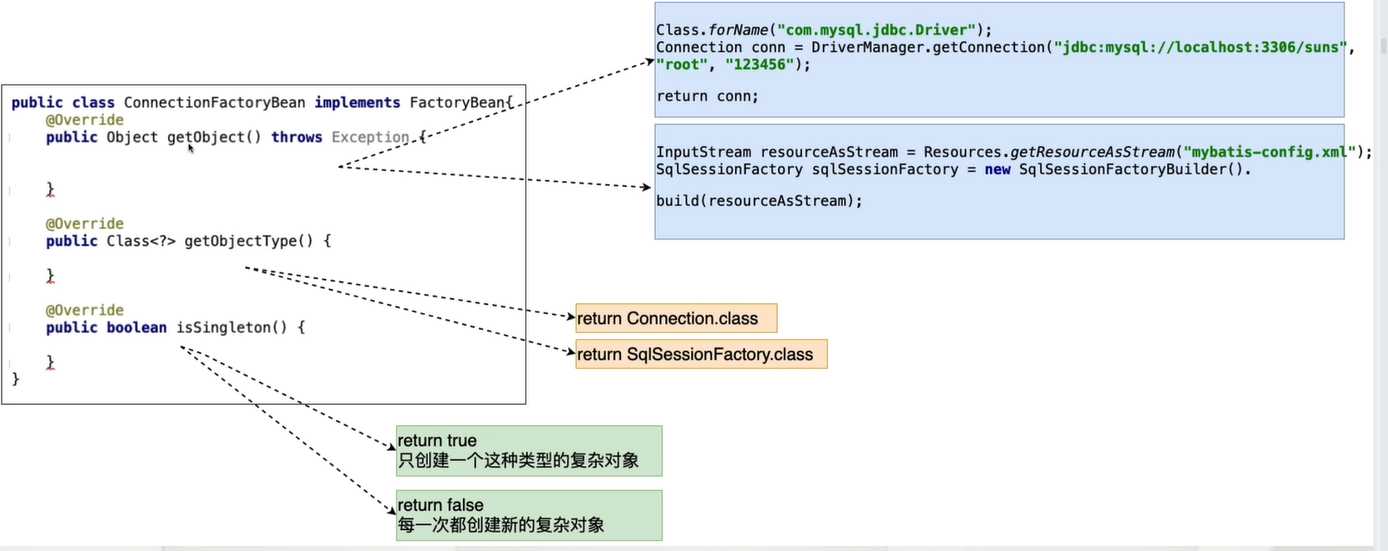 public class ConnectionFactoryBean implements FactoryBean{
@Override
public Object getObject() throws Exception {
}
@Override
public Class<?> getObjectType() {
}
@Override
public boolean isSingleton() {
}
}
Class.forName("com.mysql.jdbc.Driver");
Connection conn = DriverManager.getConnection("jdbc:mysql://localhost:3306/suns",
"root", "123456");
return conn;
InputStream resourceAsStream = Resources.getResourceAsStream("mybatis-config.xml");
SqlSessionFactory sqlSessionFactory = new SqlSessionFactoryBuilder().
build(resourceAsStream);
return Connection.class
return SqlSessionFactory.class
return true
只创建一个这种类型的复杂对象
return false
每一次都创建新的复杂对象